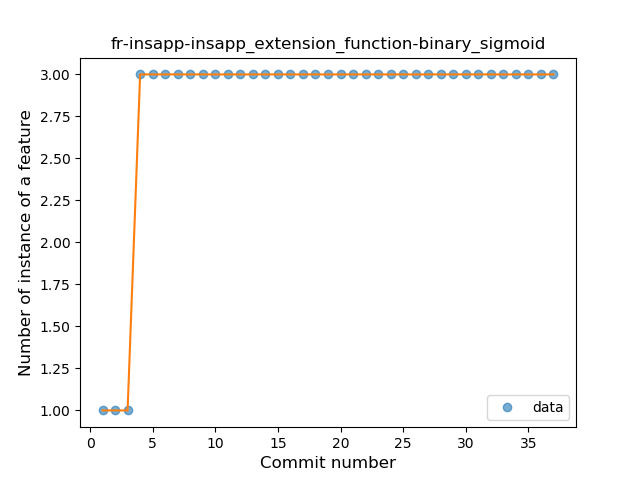 fr-insapp-insapp_extension_function-binary_sigmoid
Number of instance of a feature
3.00
2.75
2.50
2.25
2.00
1.75
1.50
1.25
1.00
data
0 5 10 15 20 25 30 35
Commit number